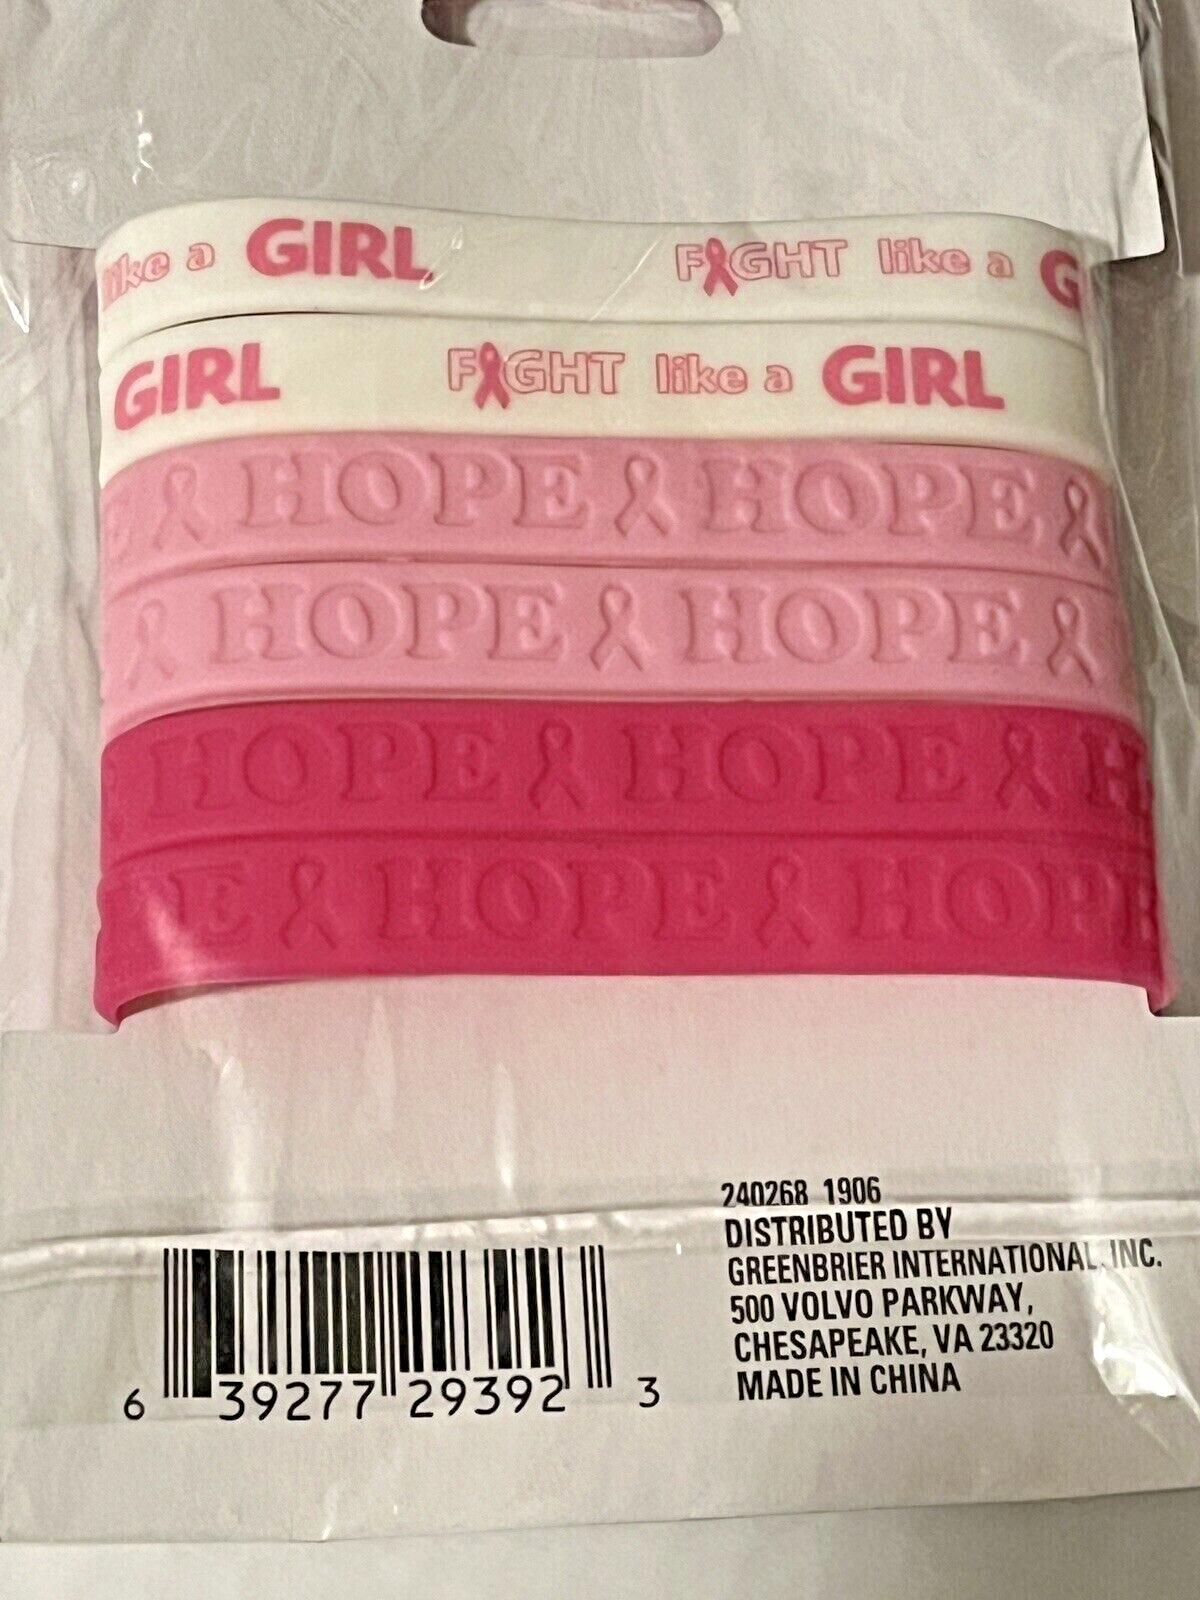 like a GIRL FIGHT like a G
GIRL FIGHT like a GIRL
E HOPE HOPE
HOPE HOPE
HOPE HOPE H
PE HOPE HOPE
240268 1906
DISTRIBUTED BY
GREENBRIER INTERNATIONAL, INC.
500 VOLVO PARKWAY,
CHESAPEAKE, VA 23320
MADE IN CHINA
6 39277 29392 3